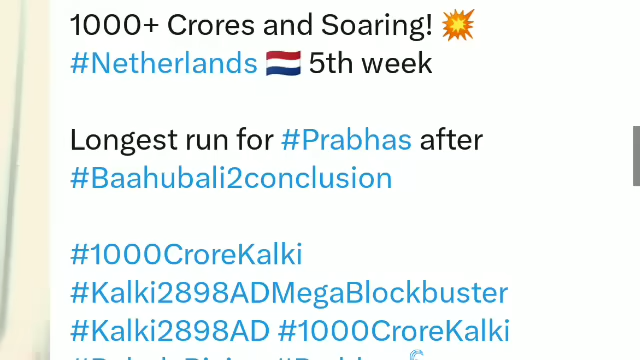 1000+ Crores and Soaring! 💥
#Netherlands 🇳🇱 5th week
Longest run for #Prabhas after
#Baahubali2conclusion
#1000CroreKalki
#Kalki2898ADMegaBlockbuster
#Kalki2898AD #1000CroreKalki